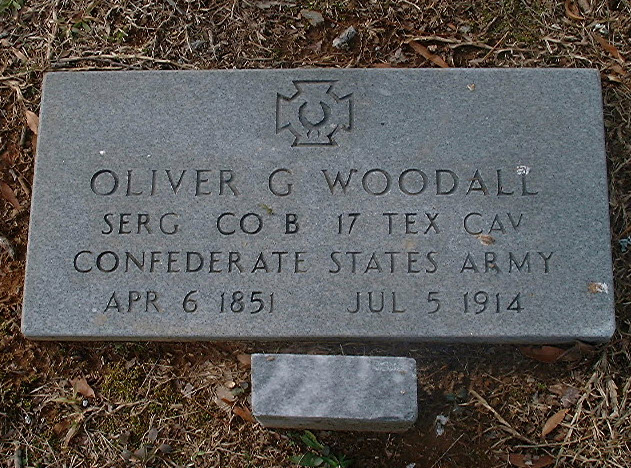 OLIVER G WOODALL
SERG CO B 17 TEX CAV
CONFEDERATE STATES ARMY
APR 6 1851 JUL 5 1914